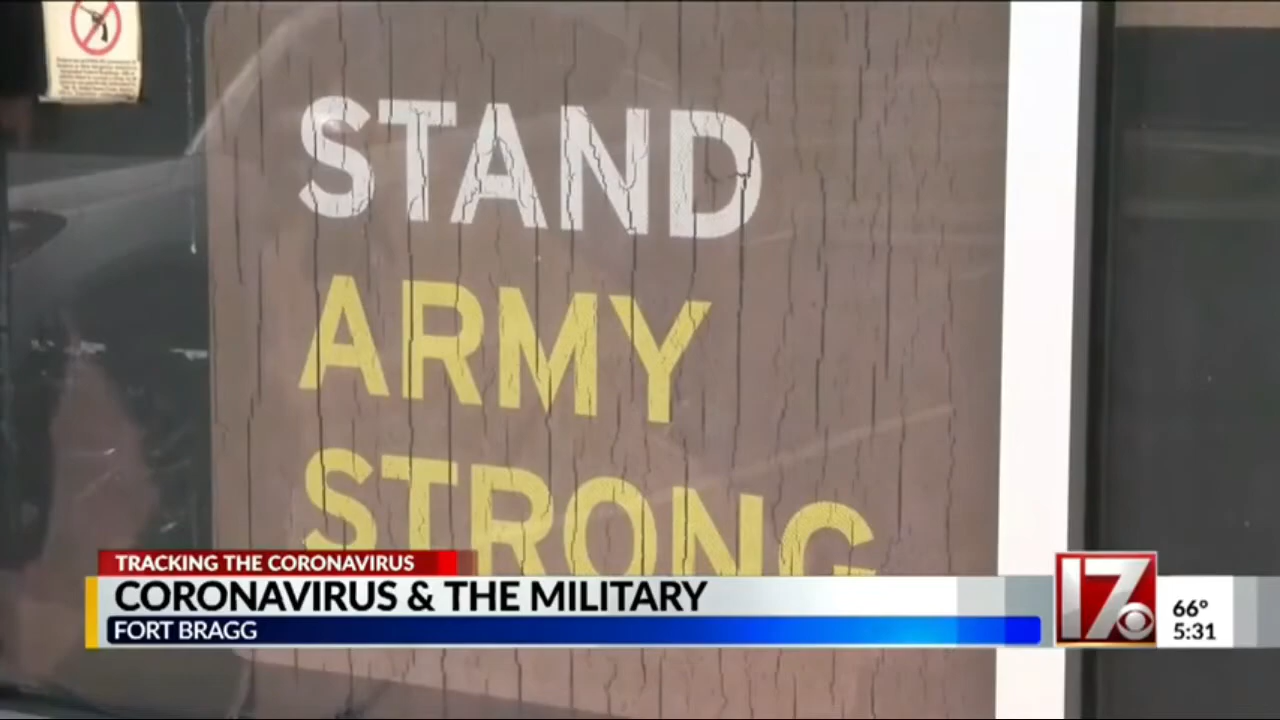 STAND
ARMY
STRONG
TRACKING THE CORONAVIRUS
CORONAVIRUS & THE MILITARY
FORT BRAGG
17
66°
5:31